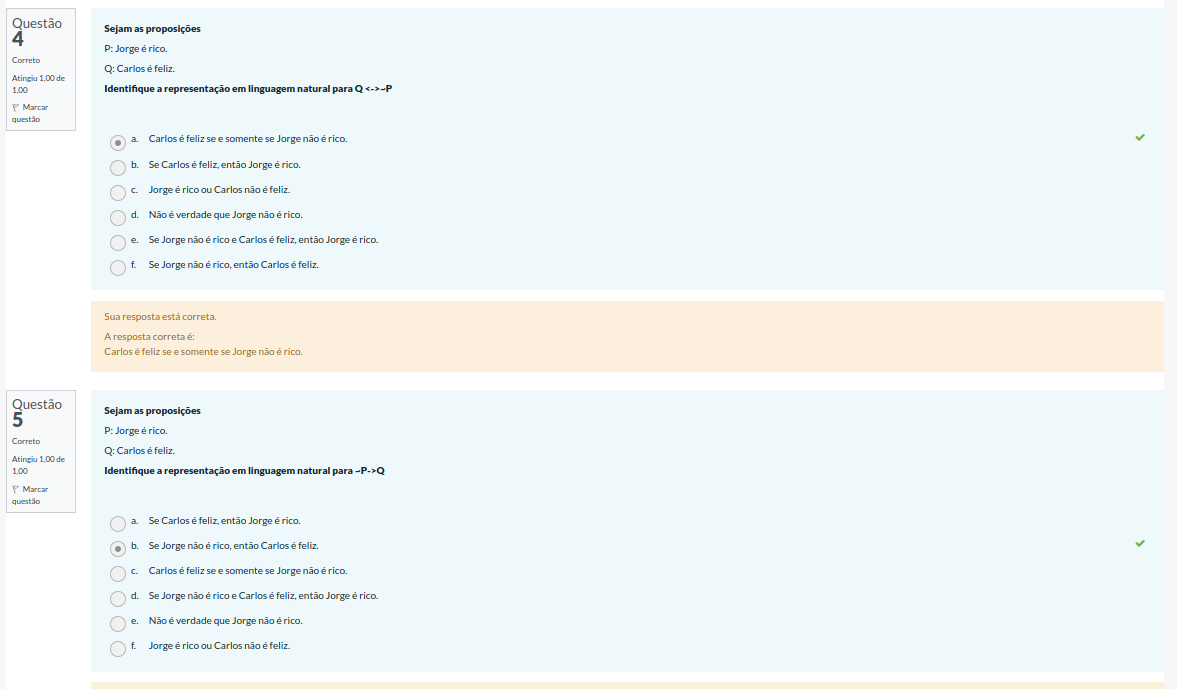 Questão
4
Correto
Atingiu 1,00 de
1,00
Marcar
questão
Sejam as proposições
P: Jorge é rico.
Q: Carlos é feliz.
Identifique a representação em linguagem natural para Q <->~P
a. Carlos é feliz se e somente se Jorge não é rico.
b. Se Carlos é feliz, então Jorge é rico.
c. Jorge é rico ou Carlos não é feliz.
d. Não é verdade que Jorge não é rico.
e. Se Jorge não é rico e Carlos é feliz, então Jorge é rico.
f. Se Jorge não é rico, então Carlos é feliz.
Sua resposta está correta.
A resposta correta é:
Carlos é feliz se e somente se Jorge não é rico.
Questão
5
Correto
Atingiu 1,00 de
1,00
Marcar
questão
Sejam as proposições
P: Jorge é rico.
Q: Carlos é feliz.
Identifique a representação em linguagem natural para ~P->Q
a. Se Carlos é feliz, então Jorge é rico.
b. Se Jorge não é rico, então Carlos é feliz.
c. Carlos é feliz se e somente se Jorge não é rico.
d. Se Jorge não é rico e Carlos é feliz, então Jorge é rico.
e. Não é verdade que Jorge não é rico.
f. Jorge é rico ou Carlos não é feliz.